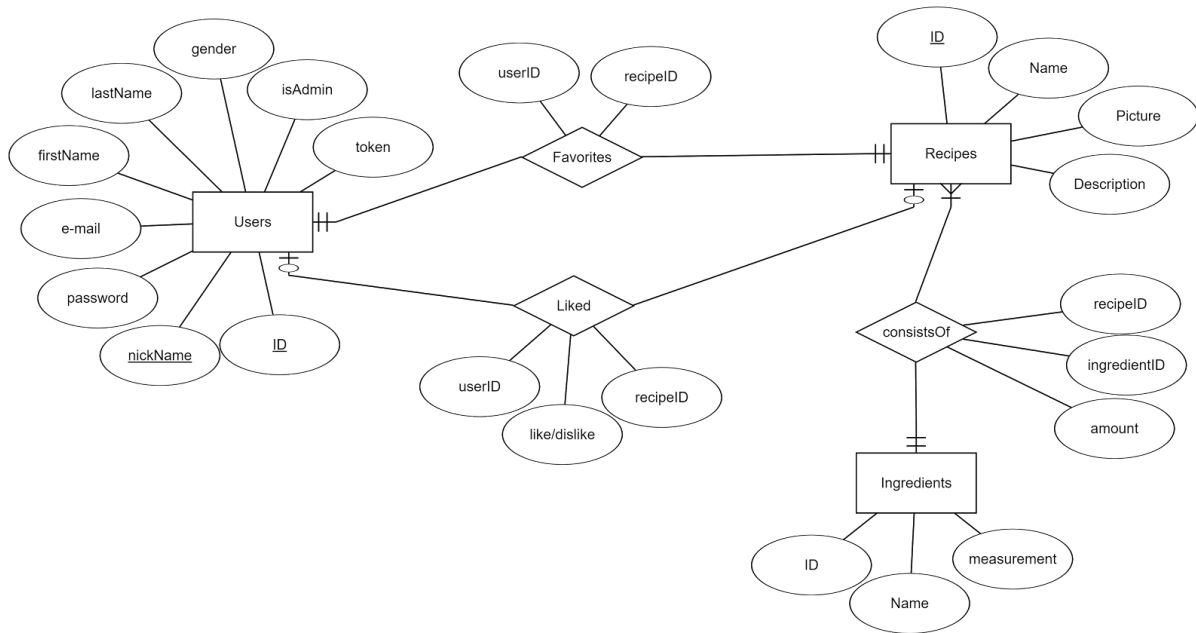 gender
lastName
isAdmin
firstName
token
e-mail
Users
password
nickName
ID
userID
recipeID
Favorites
ID
Name
Picture
Recipes
Description
Liked
userID
recipeID
like/dislike
consistsOf
recipeID
ingredientID
amount
Ingredients
ID
Name
measurement